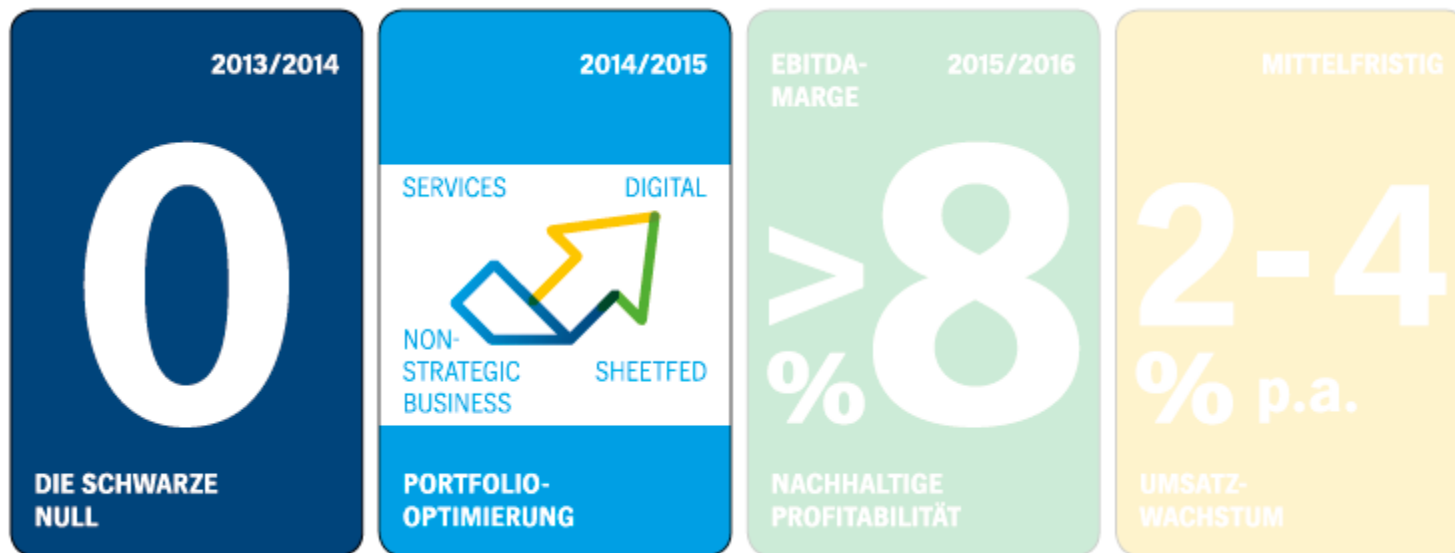 2013/2014
0
DIE SCHWARZE
NULL
2014/2015
SERVICES
DIGITAL
NON-
STRATEGIC
BUSINESS
SHEETFED
PORTFOLIO-
OPTIMIERUNG
EBITDA-
MARGE
2015/2016
>8
%
NACHHALTIGE
PROFITABILITÄT
MITTELFRISTIG
2-4
% p.a.
UMSATZ-
WACHSTUM